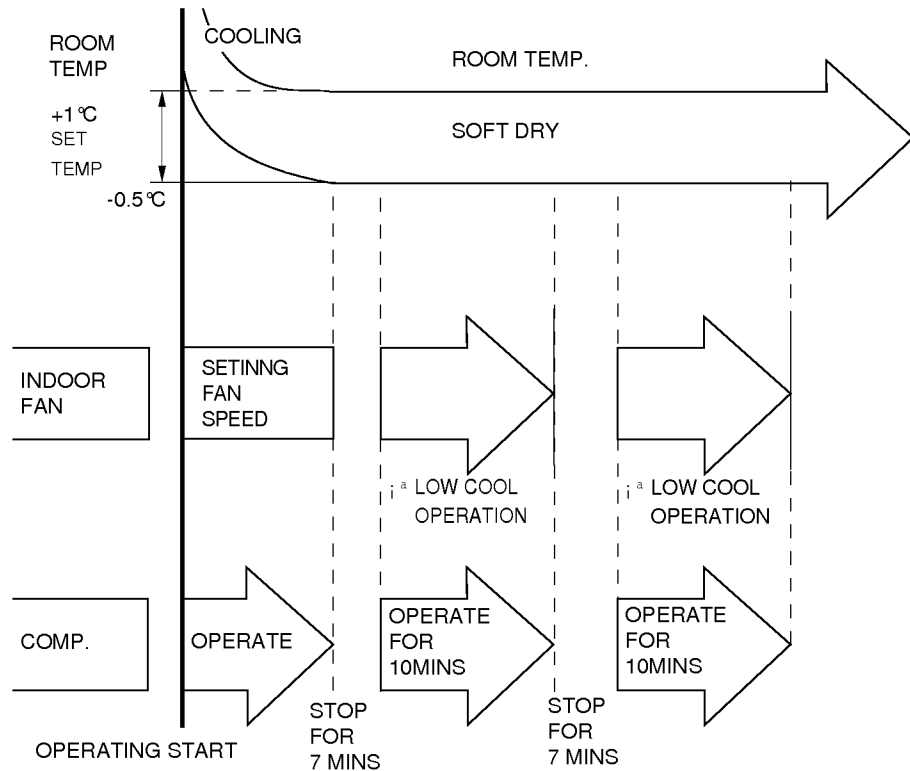 COOLING
ROOM
TEMP
ROOM TEMP.
+1°C
SET
TEMP
SOFT DRY
-0.5°C
INDOOR
FAN
SETINNG
FAN
SPEED
iª LOW COOL
OPERATION
iª LOW COOL
OPERATION
COMP.
OPERATE
OPERATE
FOR
10MINS
OPERATE
FOR
10MINS
STOP
FOR
7 MINS
STOP
FOR
7 MINS
OPERATING START